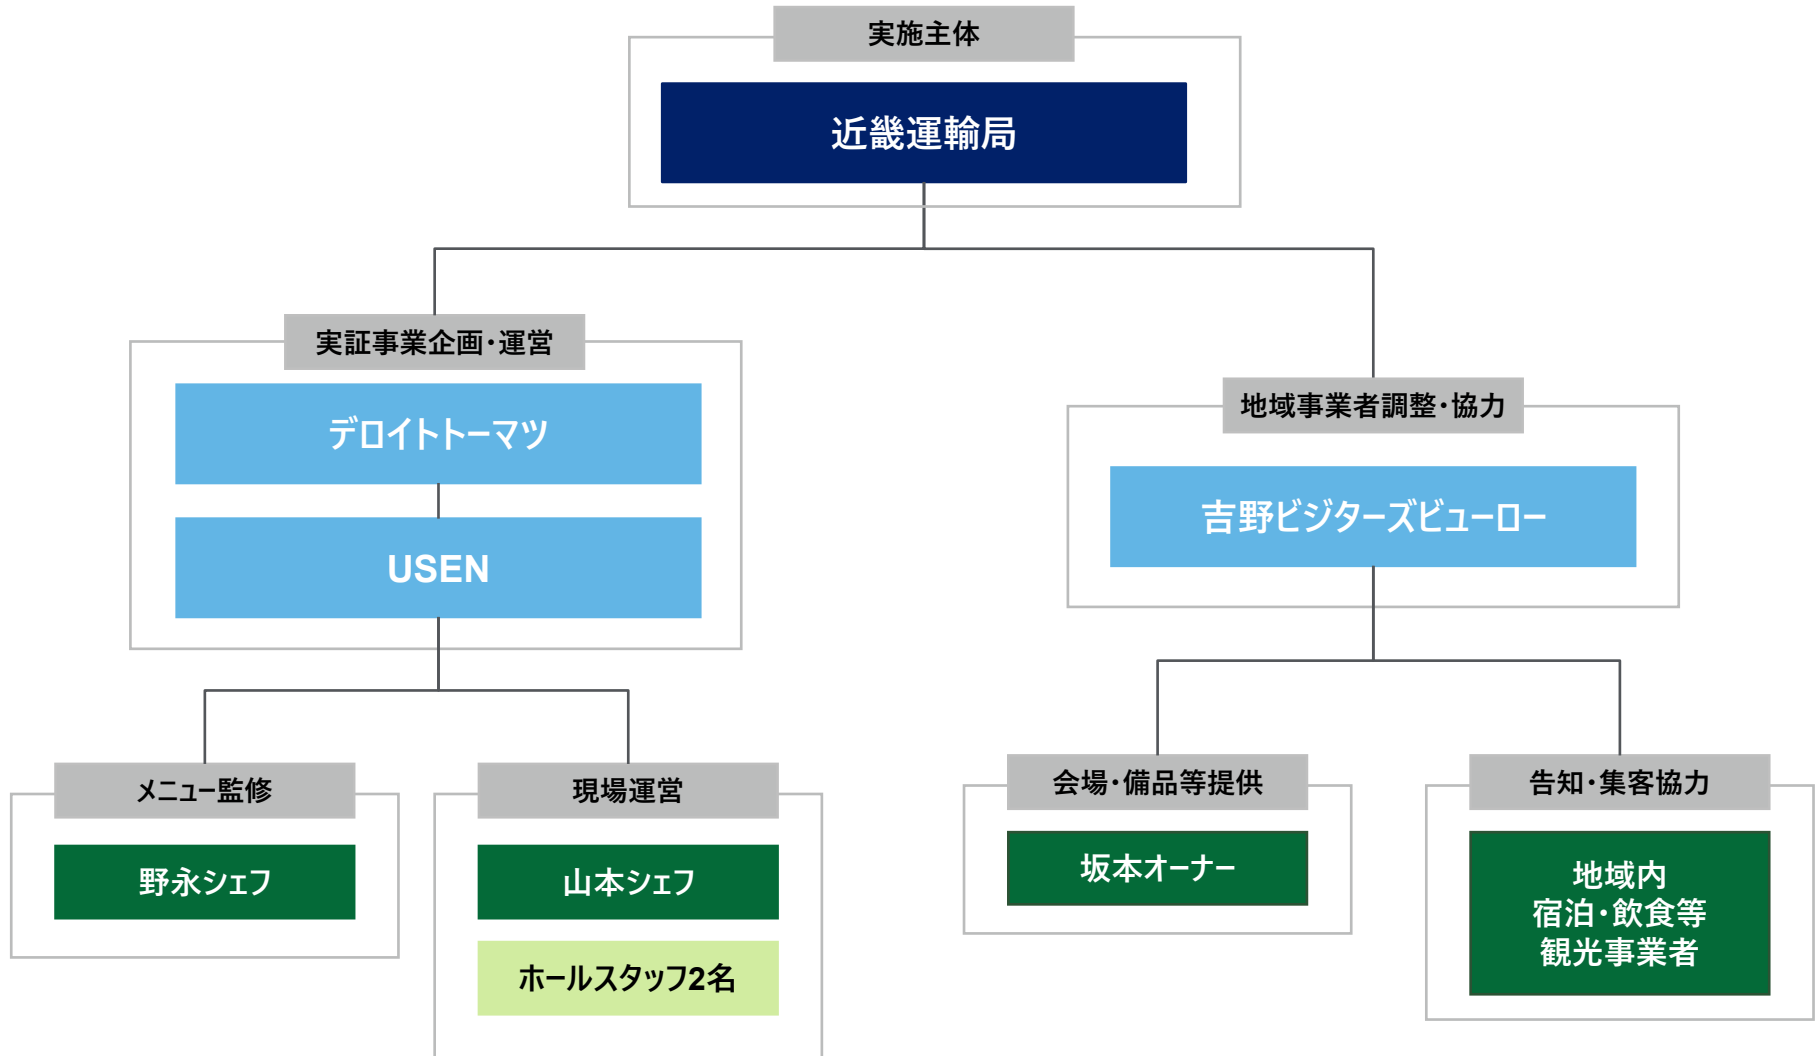 実施主体
近畿運輸局
実証事業企画・運営
デロイトトーマツ
USEN
地域事業者調整・協力
吉野ビジターズビューロー
メニュー監修
野永シェフ
現場運営
山本シェフ
ホールスタッフ2名
会場・備品等提供
坂本オーナー
告知・集客協力
地域内
宿泊・飲食等
観光事業者